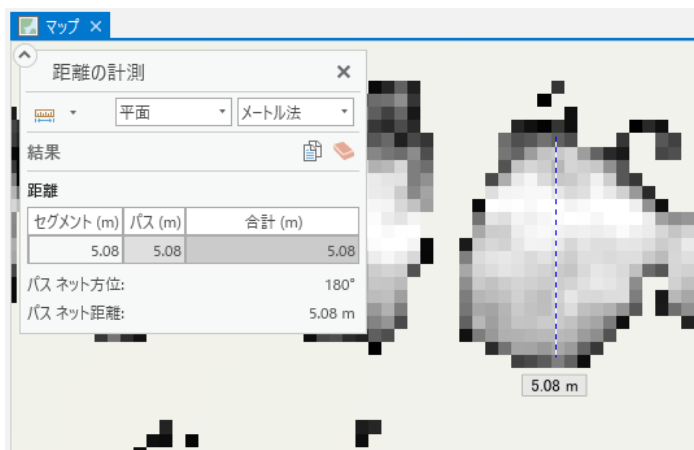 マップ ×
距離の計測 ×
平面 メートル法
結果
距離
セグメント (m) パス (m) 合計 (m)
5.08 5.08 5.08
パス ネット方位: 180°
パス ネット距離: 5.08 m
5.08 m